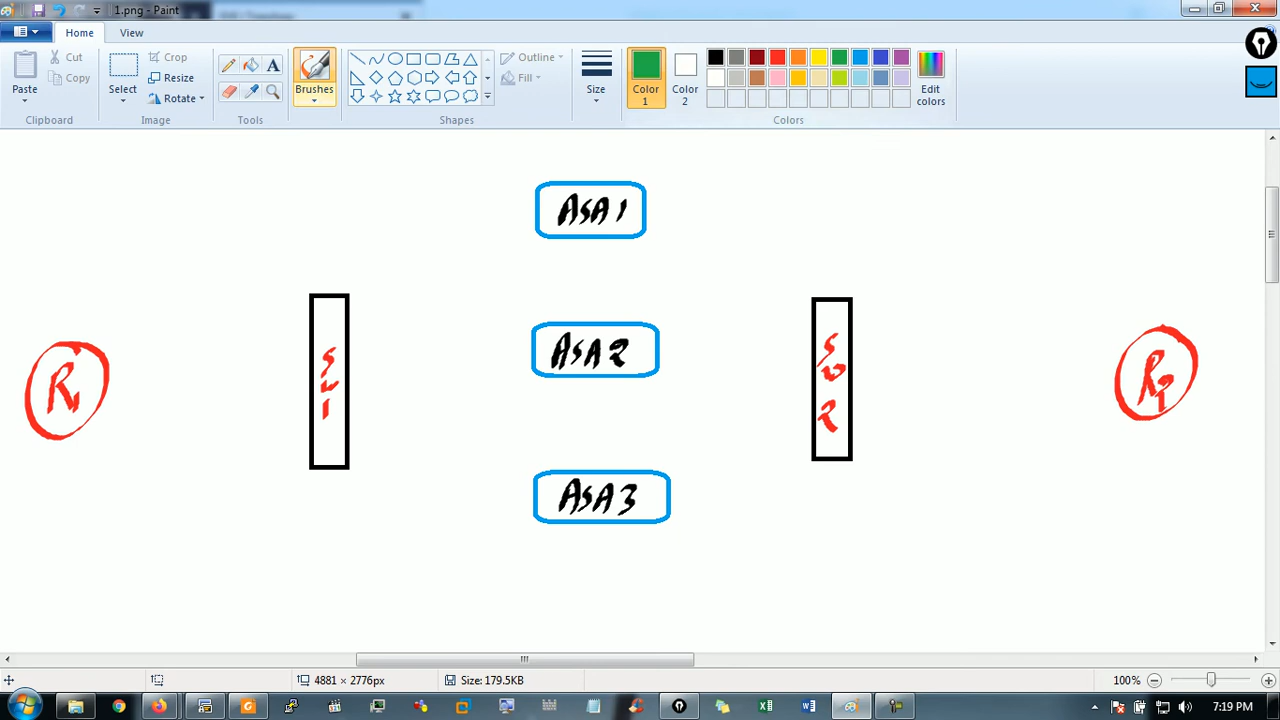 1.png - Paint
Home
View
Paste
Cut
Copy
Clipboard
Select
Crop
Resize
Rotate
Image
Tools
Brushes
Shapes
Outline
Fill
Size
Color 1
Color 2
Edit colors
Colors
ASA 1
ASA 2
ASA 3
R1
SW1
SW2
4881 × 2776px
Size: 179.5KB
100%
7:19 PM